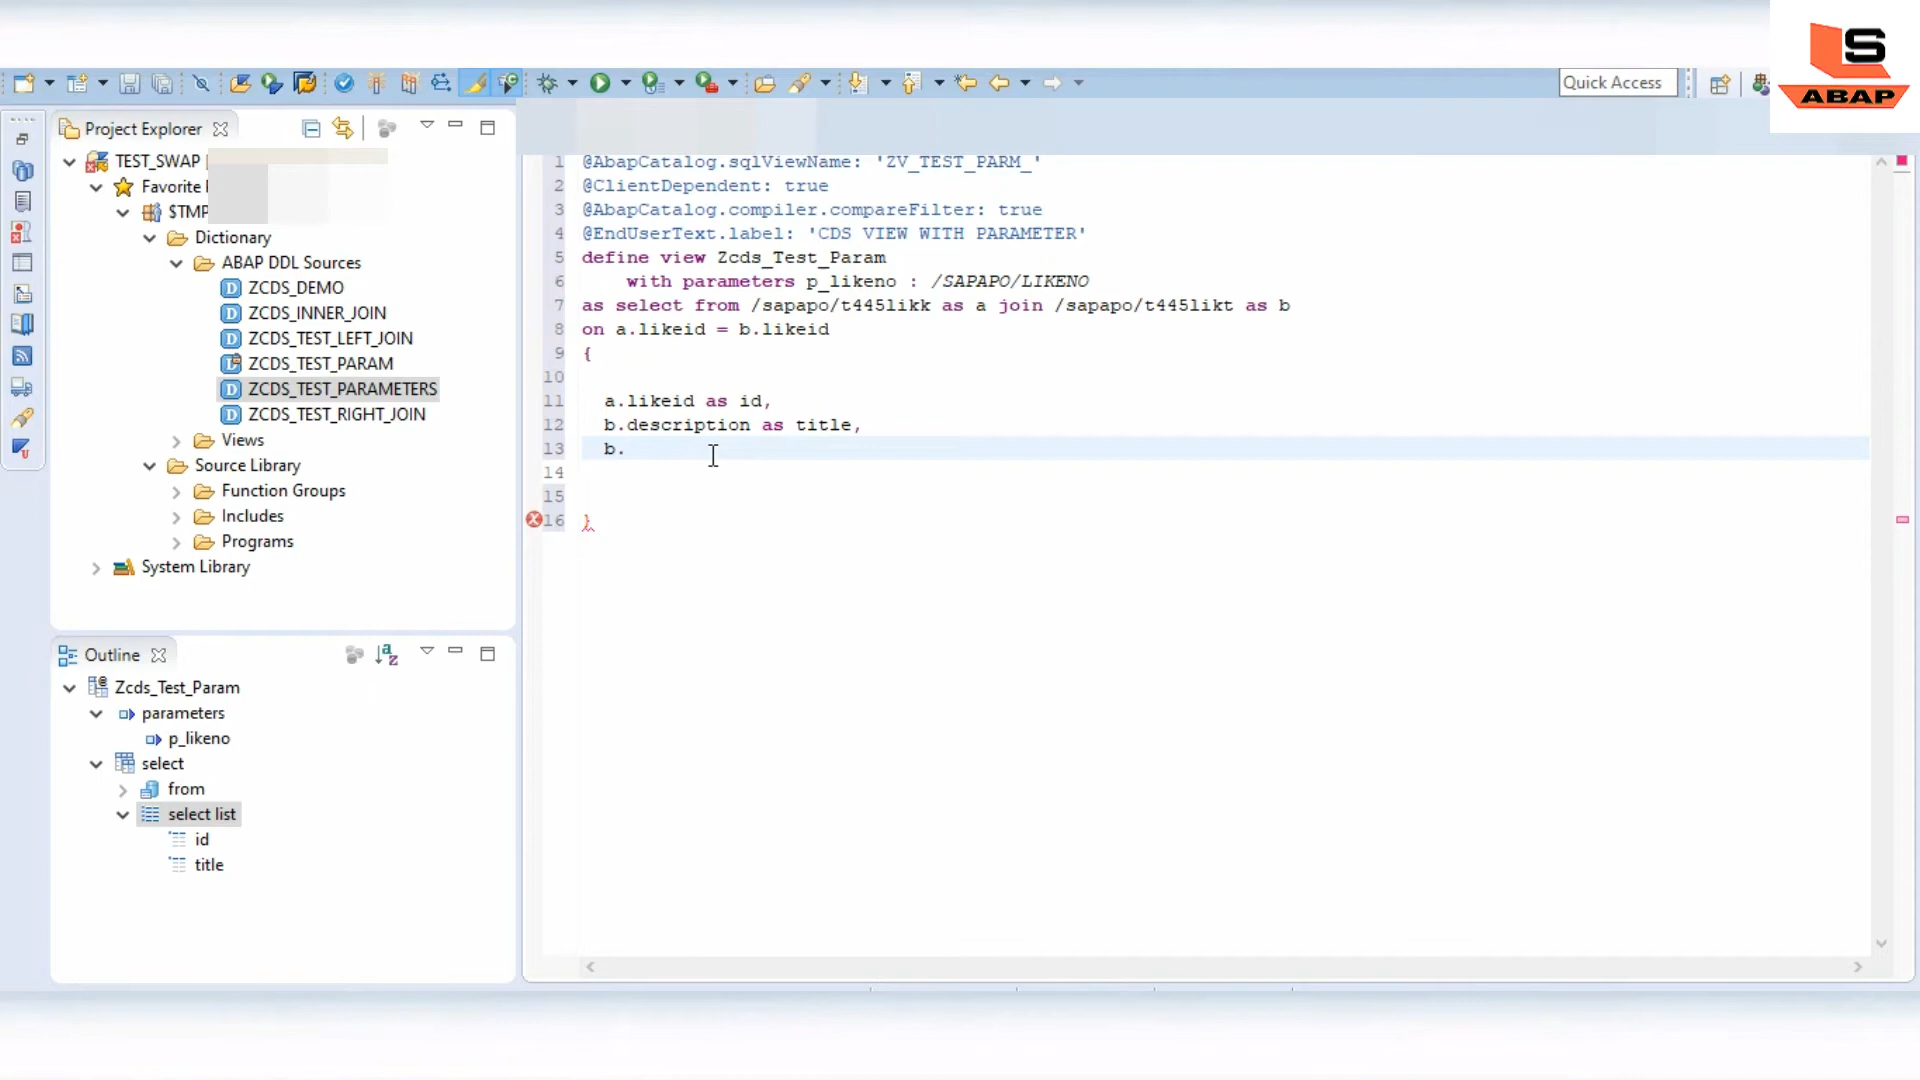 S
ABAP
Quick Access
Project Explorer
TEST_SWAP
Favorite
$TMP
Dictionary
ABAP DDL Sources
ZCDS_DEMO
ZCDS_INNER_JOIN
ZCDS_TEST_LEFT_JOIN
ZCDS_TEST_PARAM
ZCDS_TEST_PARAMETERS
ZCDS_TEST_RIGHT_JOIN
Views
Source Library
Function Groups
Includes
Programs
System Library
Outline
Zcds_Test_Param
parameters
p_likeno
select
from
select list
id
title
1 @AbapCatalog.sqlViewName: 'ZV_TEST_PARM_'
2 @ClientDependent: true
3 @AbapCatalog.compiler.compareFilter: true
4 @EndUserText.label: 'CDS VIEW WITH PARAMETER'
5 define view Zcds_Test_Param
6 with parameters p_likeno : /SAPAPO/LIKENO
7 as select from /sapapo/t445likk as a join /sapapo/t445likt as b
8 on a.likeid = b.likeid
9 {
10
11 a.likeid as id,
12 b.description as title,
13 b.
14
15
16 }